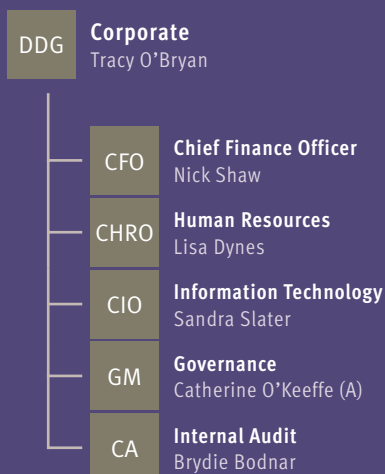 DDG
Corporate
Tracy O’Bryan
CFO
Chief Finance Officer
Nick Shaw
CHRO
Human Resources
Lisa Dynes
CIO
Information Technology
Sandra Slater
GM
Governance
Catherine O’Keeffe (A)
CA
Internal Audit
Brydie Bodnar